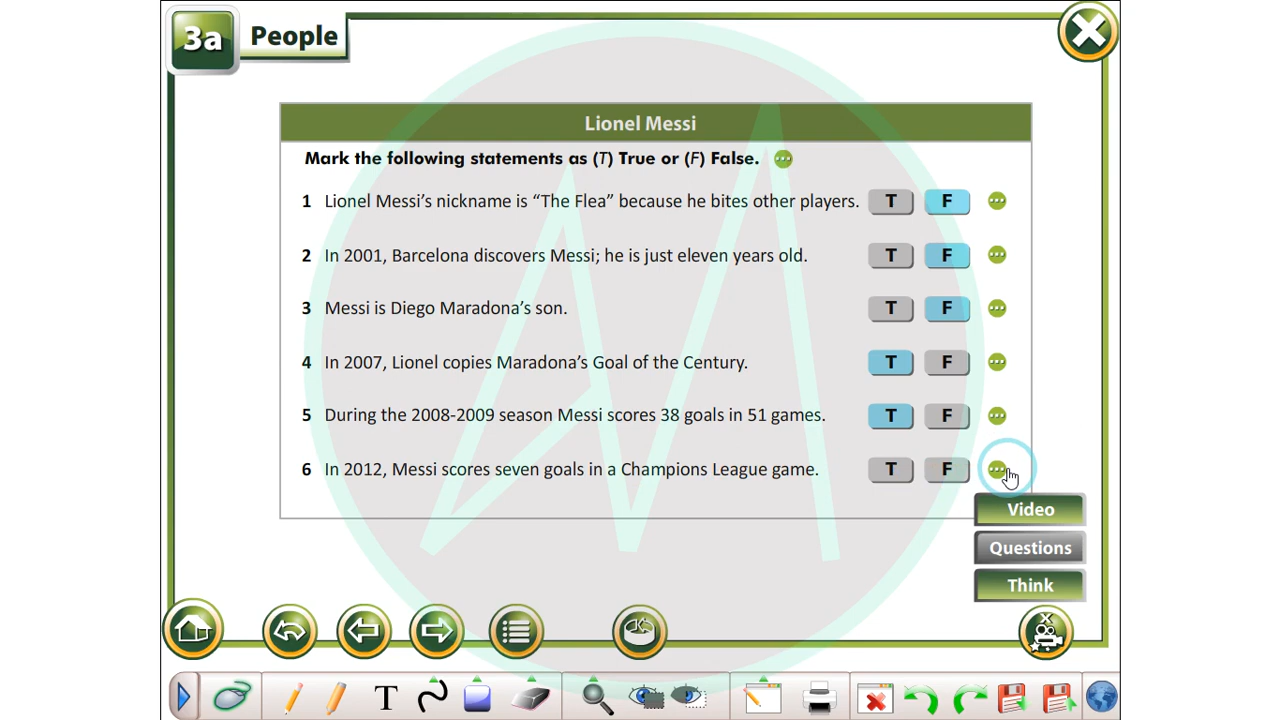 3a People
Lionel Messi
Mark the following statements as (T) True or (F) False.
1 Lionel Messi's nickname is “The Flea” because he bites other players. T F
2 In 2001, Barcelona discovers Messi; he is just eleven years old. T F
3 Messi is Diego Maradona's son. T F
4 In 2007, Lionel copies Maradona's Goal of the Century. T F
5 During the 2008-2009 season Messi scores 38 goals in 51 games. T F
6 In 2012, Messi scores seven goals in a Champions League game. T F
Video
Questions
Think
T